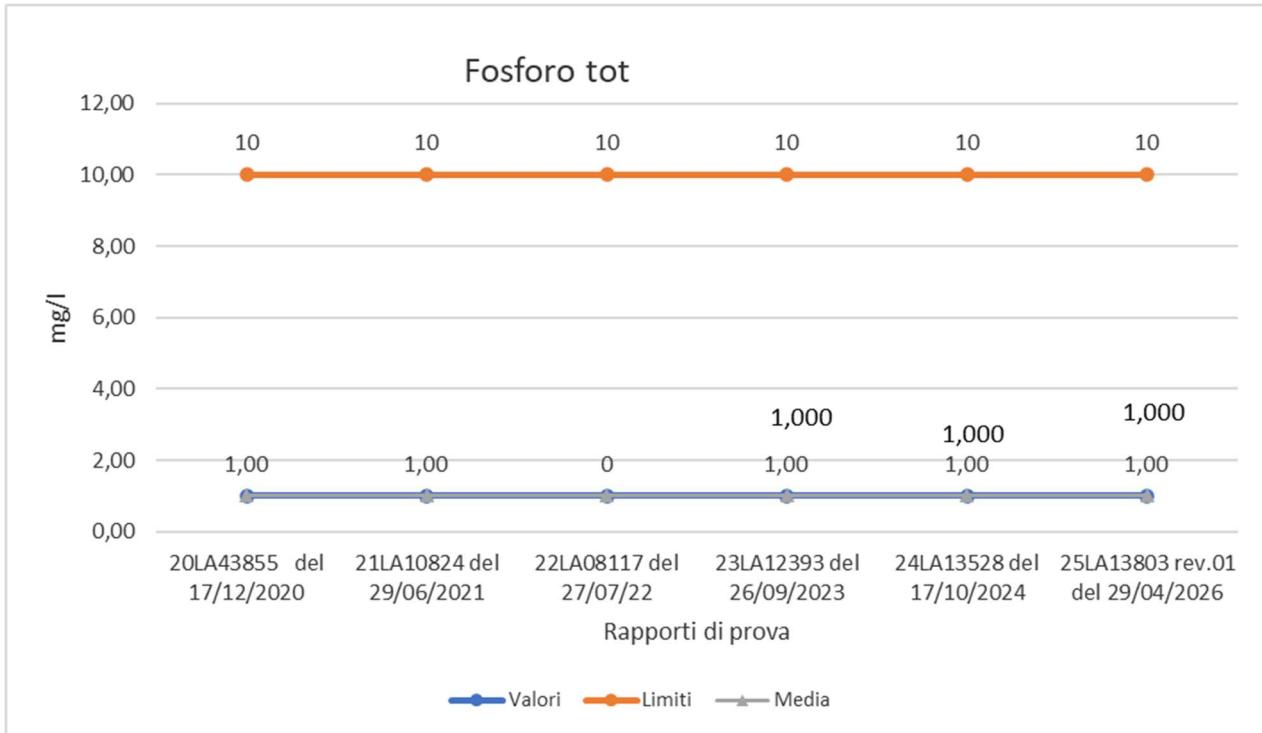 Fosforo tot
12,00
10 10 10 10 10 10
10,00
8,00
mg/l
6,00
4,00
1,000 1,000 1,000
2,00
1,00 1,00 0 1,00 1,00 1,00
0,00
20LA43855 del 17/12/2020
21LA10824 del 29/06/2021
22LA08117 del 27/07/22
23LA12393 del 26/09/2023
24LA13528 del 17/10/2024
25LA13803 rev.01 del 29/04/2026
Rapporti di prova
Valori Limiti Media